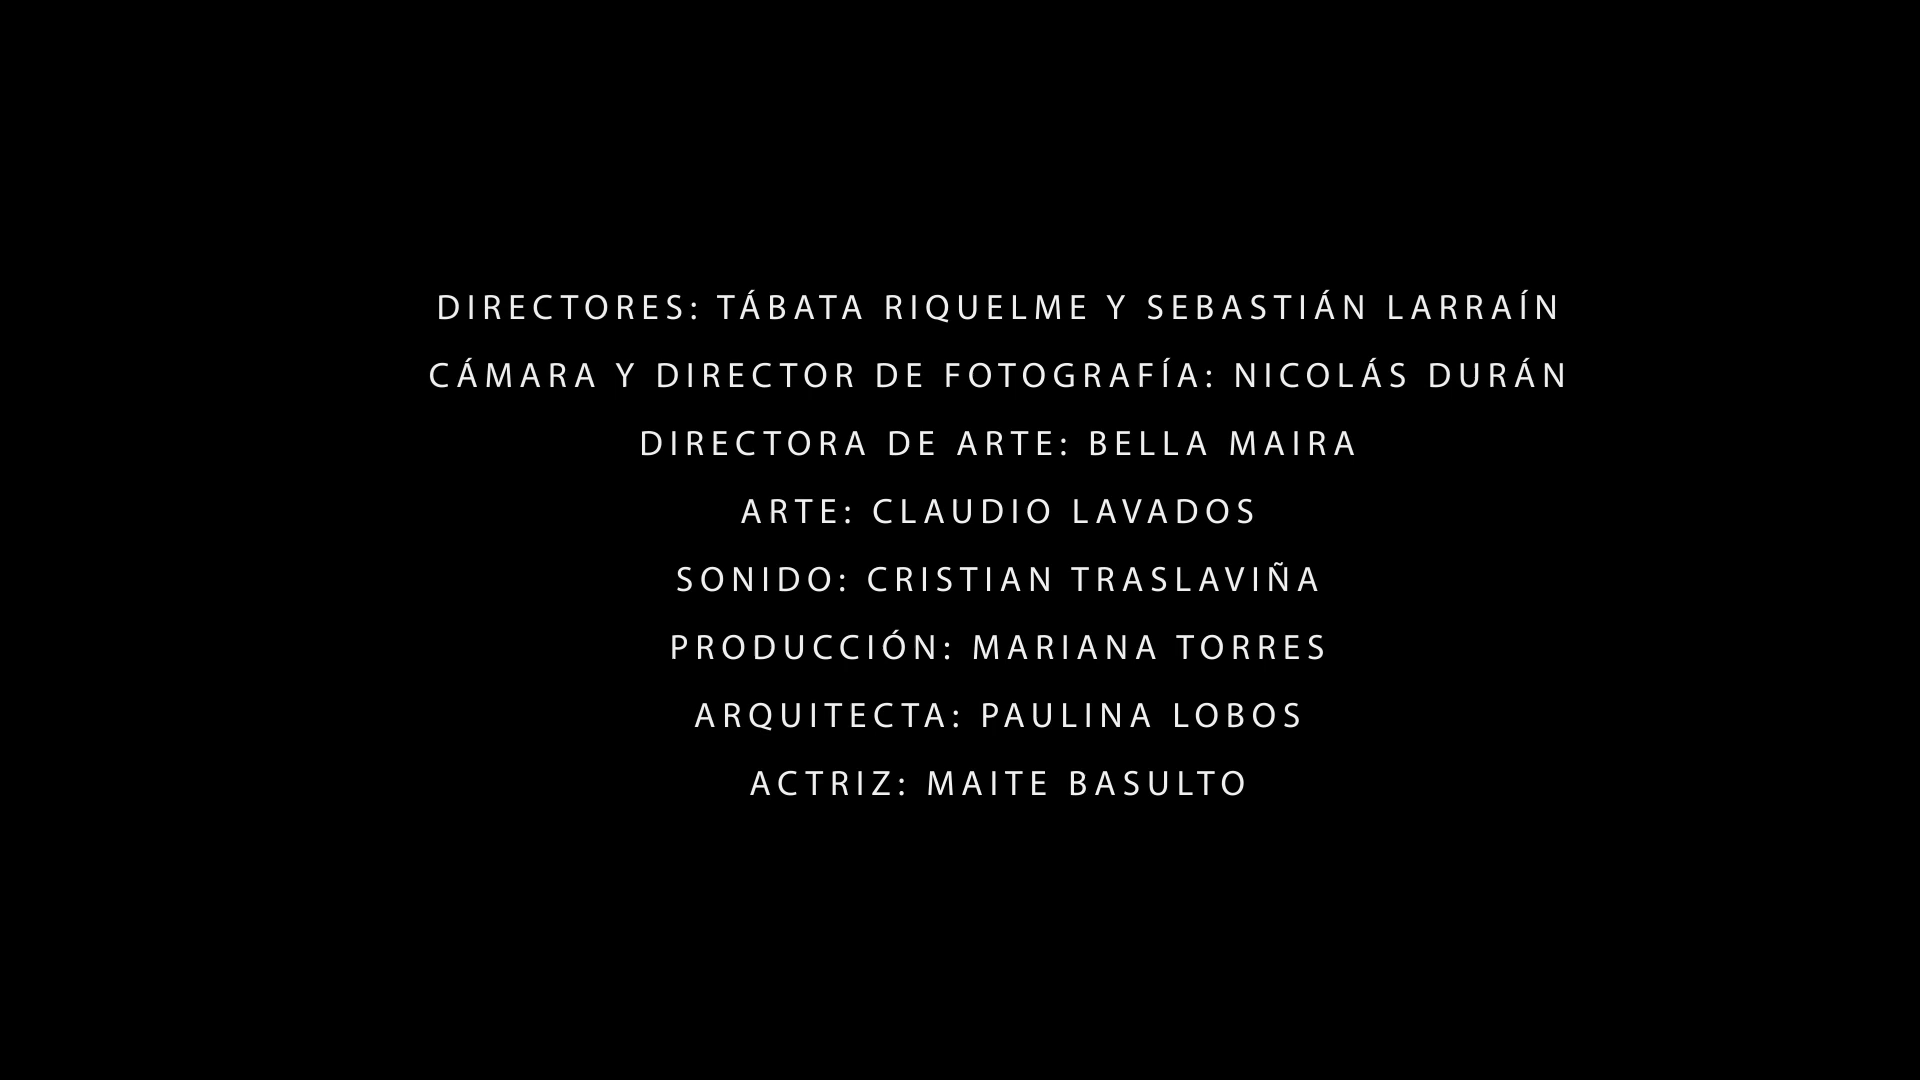 DIRECTORES: TÁBATA RIQUELME Y SEBASTIÁN LARRAÍN
CÁMARA Y DIRECTOR DE FOTOGRAFÍA: NICOLÁS DURÁN
DIRECTORA DE ARTE: BELLA MAIRA
ARTE: CLAUDIO LAVADOS
SONIDO: CRISTIAN TRASLAVIÑA
PRODUCCIÓN: MARIANA TORRES
ARQUITECTA: PAULINA LOBOS
ACTRIZ: MAITE BASULTO